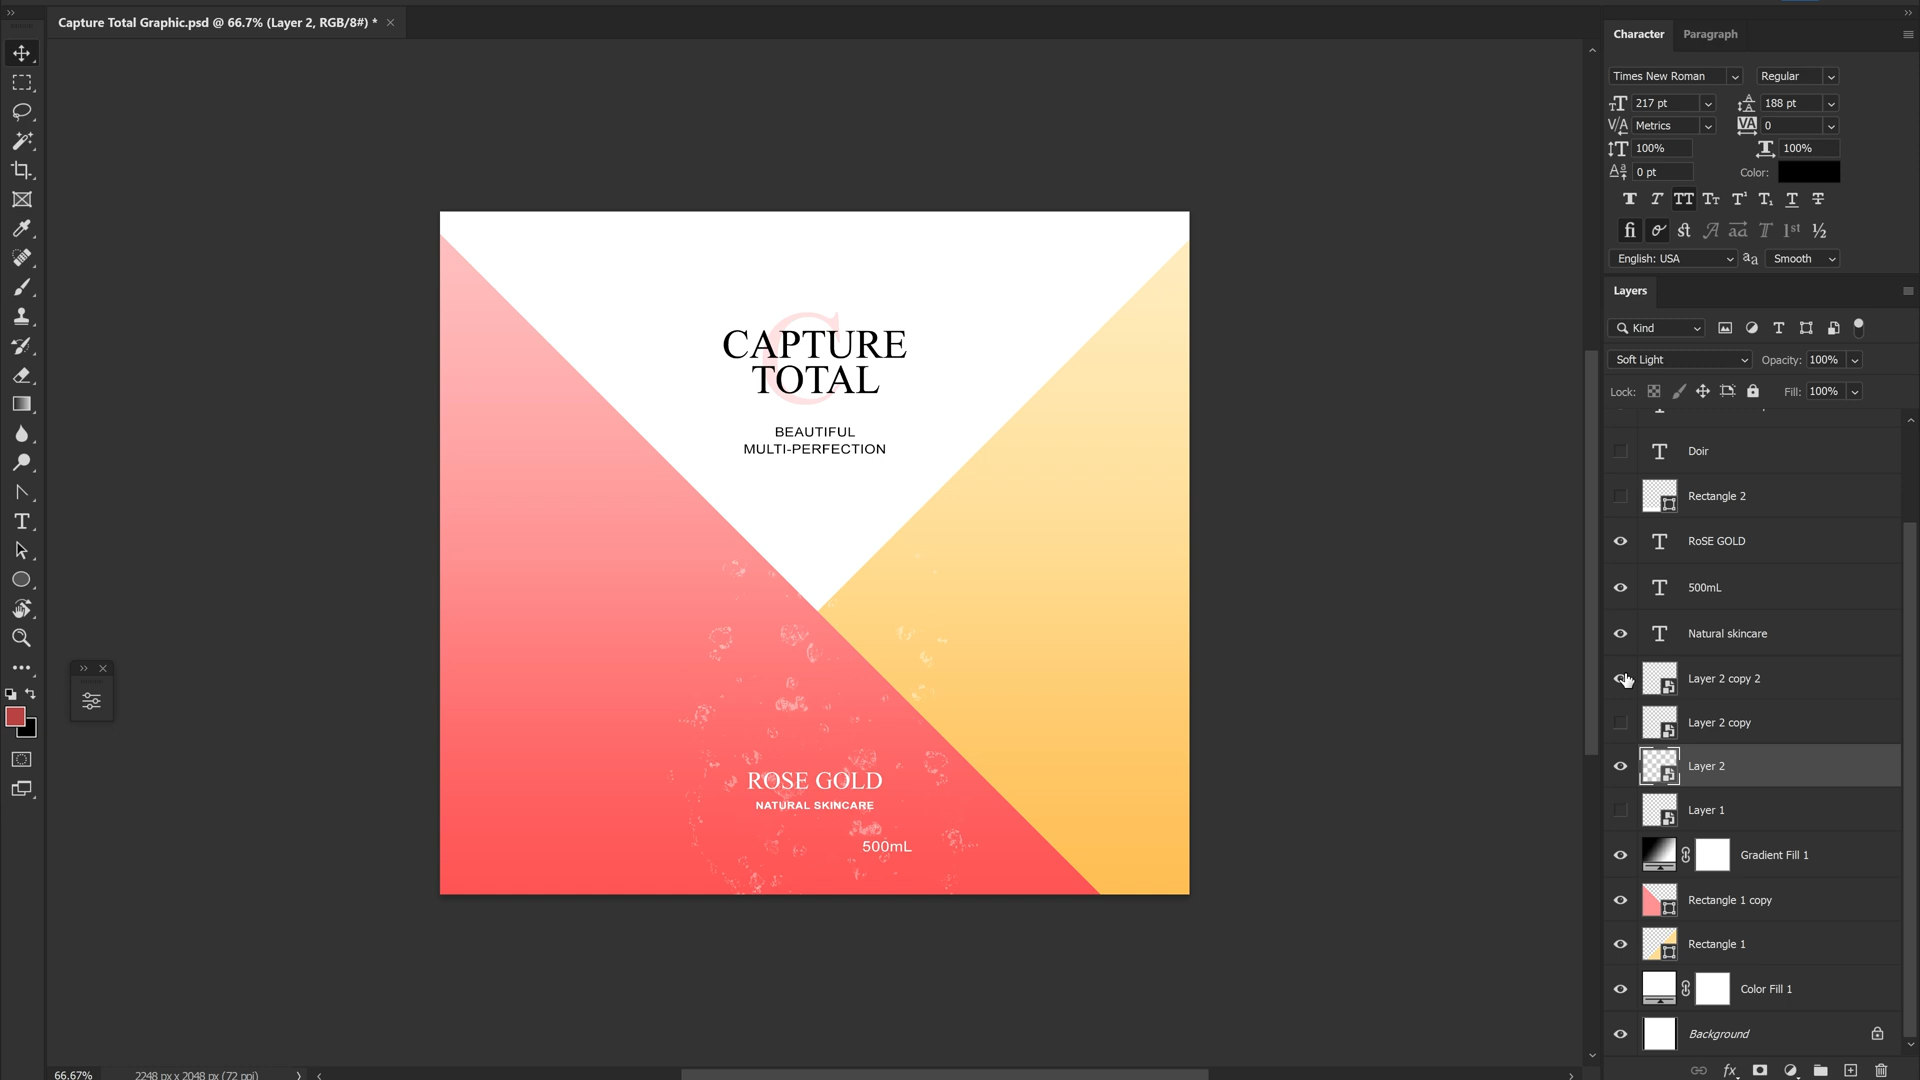 Capture Total Graphic.psd @ 66.7% (Layer 2, RGB/8#) *
Character
Paragraph
Times New Roman
Regular
217 pt
188 pt
Metrics
0
100%
100%
0 pt
Color:
English: USA
Smooth
Layers
Kind
Soft Light
Opacity: 100%
Lock:
Fill: 100%
Doir
Rectangle 2
RoSE GOLD
500mL
Natural skincare
Layer 2 copy 2
Layer 2 copy
Layer 2
Layer 1
Gradient Fill 1
Rectangle 1 copy
Rectangle 1
Color Fill 1
Background
C
CAPTURE
TOTAL
BEAUTIFUL
MULTI-PERFECTION
ROSE GOLD
NATURAL SKINCARE
500mL
66.67%
2248 px x 2048 px (72 ppi)